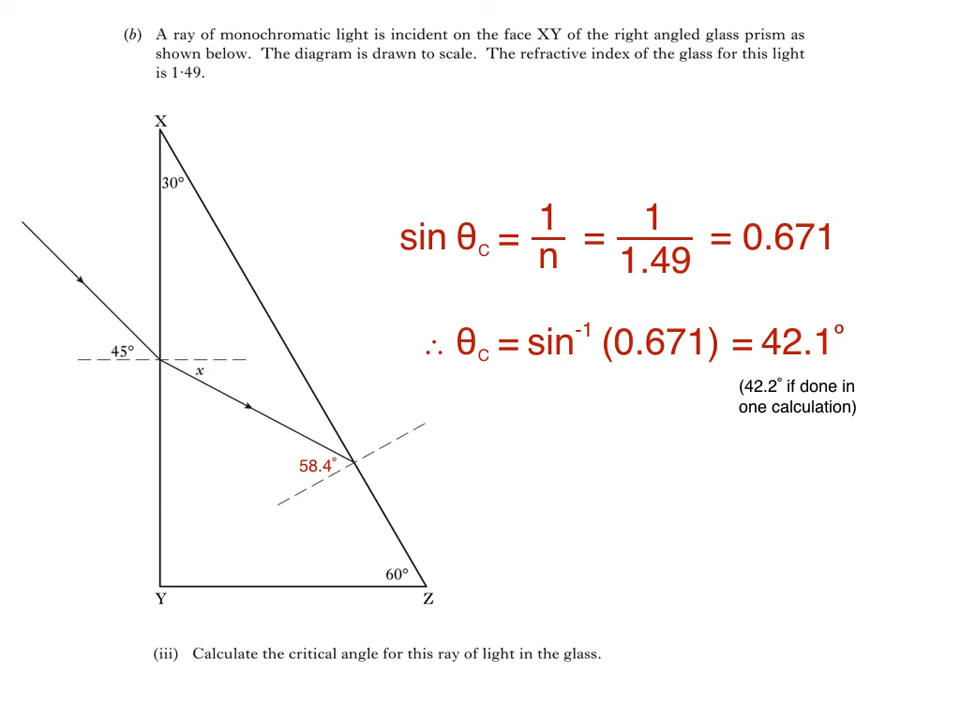 (b) A ray of monochromatic light is incident on the face XY of the right angled glass prism as
shown below. The diagram is drawn to scale. The refractive index of the glass for this light
is 1·49.
X
30°
sin θc = 1/n = 1/1.49 = 0.671
∴ θc = sin⁻¹ (0.671) = 42.1°
45°
x
(42.2° if done in
one calculation)
58.4°
60°
Y
Z
(iii) Calculate the critical angle for this ray of light in the glass.